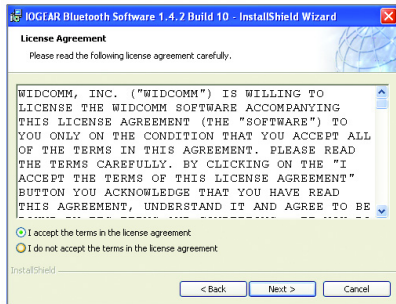 IOGEAR Bluetooth Software 1.4.2 Build 10 - InstallShield Wizard
License Agreement
Please read the following license agreement carefully.
WIDCOMM, INC. ("WIDCOMM") IS WILLING TO
LICENSE THE WIDCOMM SOFTWARE ACCOMPANYING
THIS LICENSE AGREEMENT (THE "SOFTWARE") TO
YOU ONLY ON THE CONDITION THAT YOU ACCEPT ALL
OF THE TERMS IN THIS AGREEMENT. PLEASE READ
THE TERMS CAREFULLY. BY CLICKING ON THE "I
ACCEPT THE TERMS OF THIS LICENSE AGREEMENT"
BUTTON YOU ACKNOWLEDGE THAT YOU HAVE READ
THIS AGREEMENT, UNDERSTAND IT AND AGREE TO BE
I accept the terms in the license agreement
I do not accept the terms in the license agreement
InstallShield
< Back
Next >
Cancel